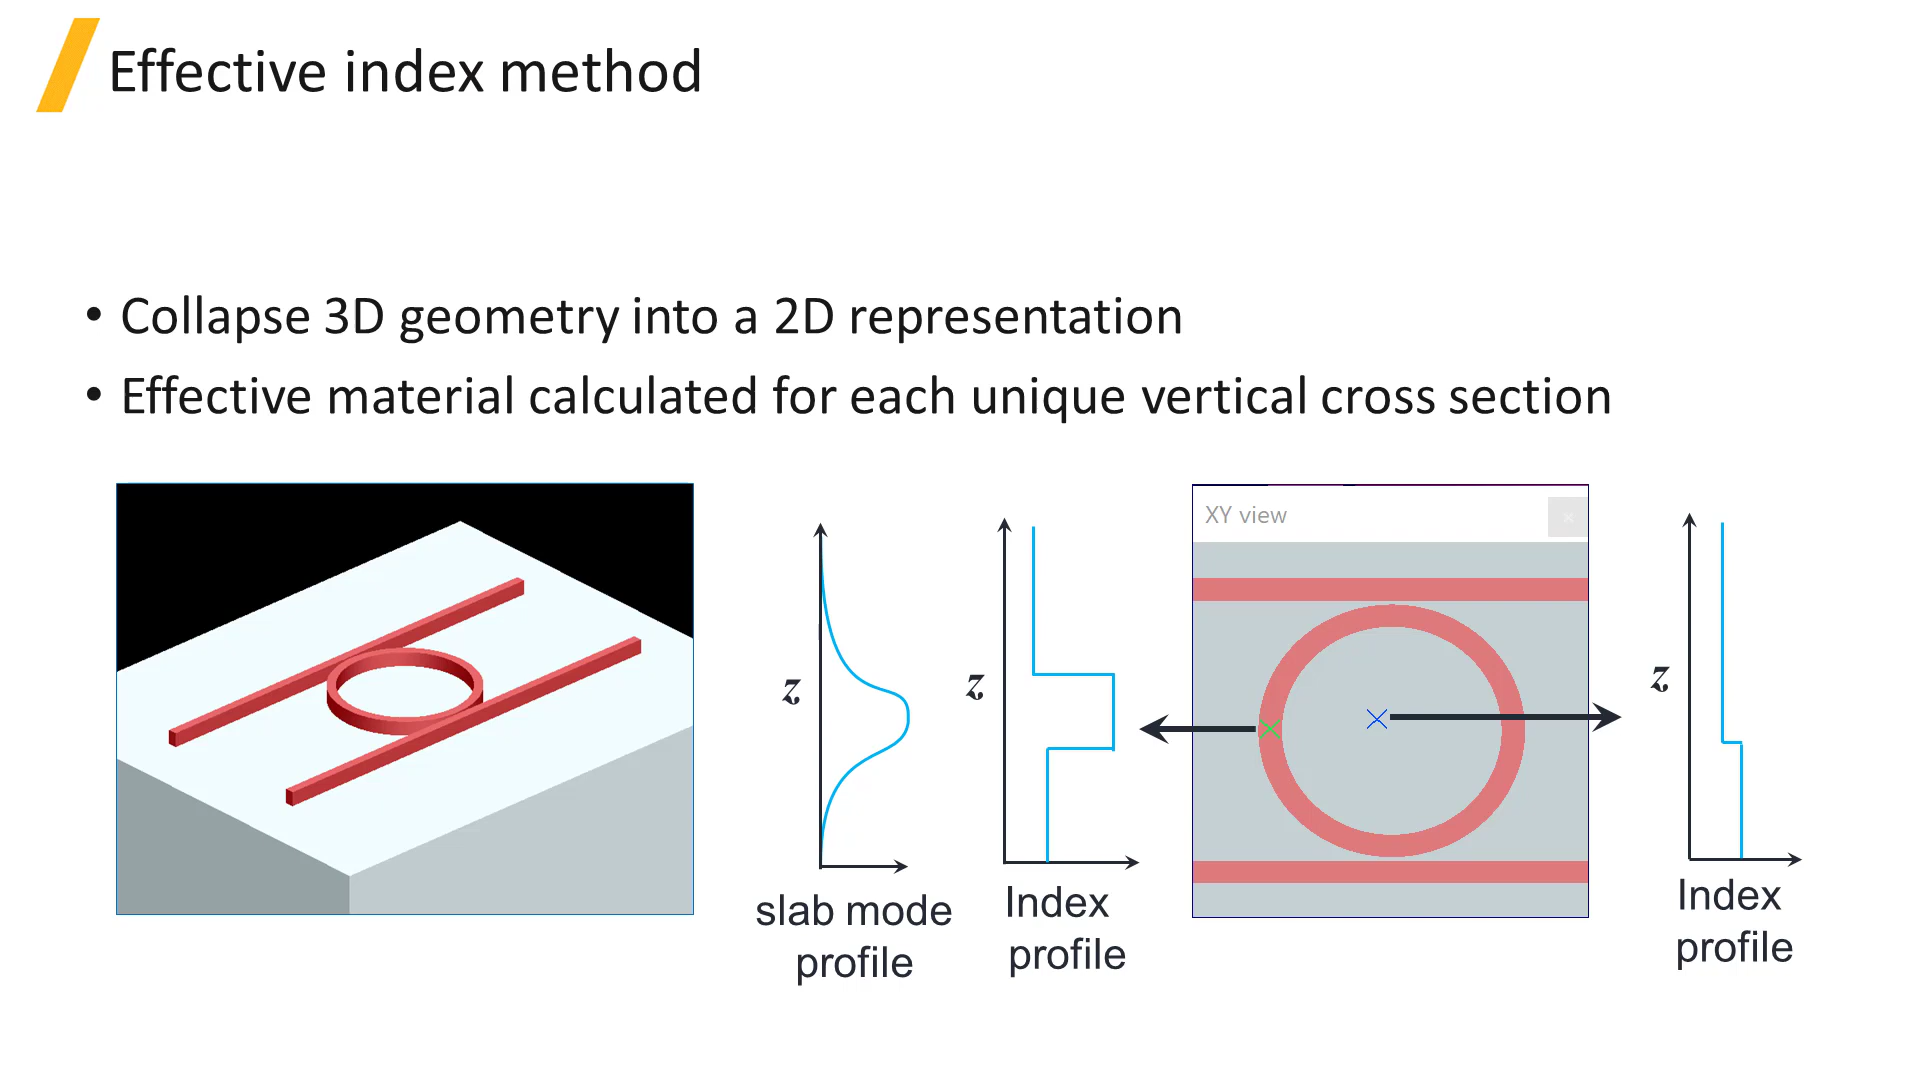 Effective index method
• Collapse 3D geometry into a 2D representation
• Effective material calculated for each unique vertical cross section
XY view
x
z
z
z
slab mode
profile
Index
profile
Index
profile